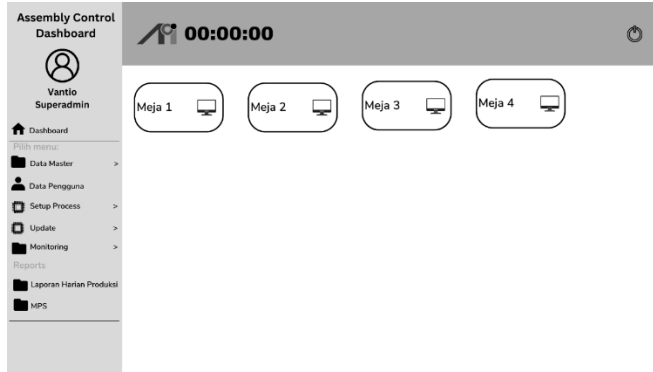 Assembly Control
Dashboard
Vantio
Superadmin
Dashboard
Pilih menu:
Data Master >
Data Pengguna
Setup Process >
Update >
Monitoring >
Reports
Laporan Harian Produksi
MPS
00:00:00
Meja 1
Meja 2
Meja 3
Meja 4